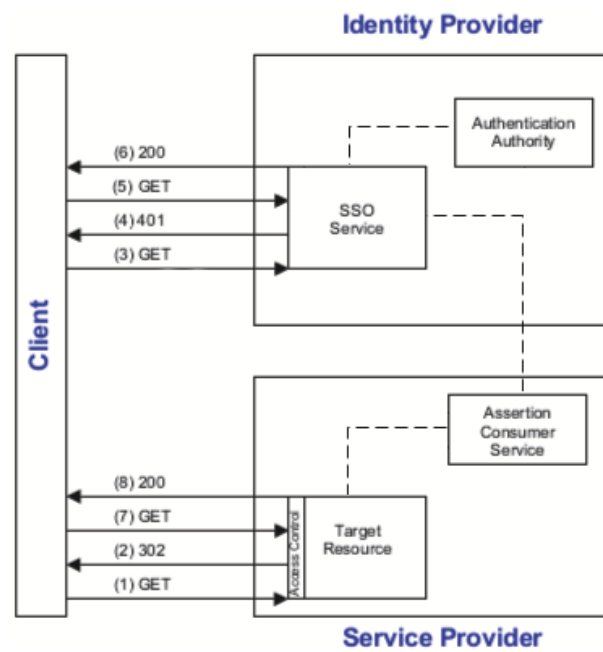 Identity Provider
Authentication
Authority
(6) 200
(5) GET
SSO
Service
(4) 401
(3) GET
Client
Assertion
Consumer
Service
(8) 200
(7) GET
Access Control
Target
Resource
(2) 302
(1) GET
Service Provider